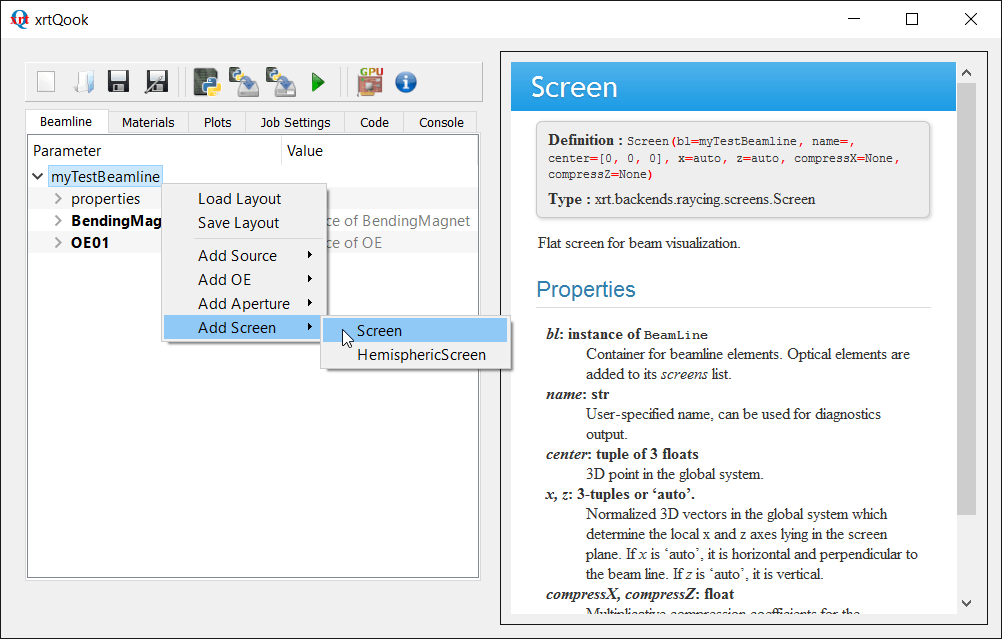 xrt xrtQook
GPU
Beamline Materials Plots Job Settings Code Console
Parameter Value
myTestBeamline
properties
BendingMag ce of BendingMagnet
OE01 ce of OE
Load Layout
Save Layout
Add Source
Add OE
Add Aperture
Add Screen
Screen
HemisphericScreen
Screen
Definition : Screen(bl=myTestBeamline, name=,
center=[0, 0, 0], x=auto, z=auto, compressX=None,
compressZ=None)
Type : xrt.backends.raycing.screens.Screen
Flat screen for beam visualization.
Properties
bl: instance of BeamLine
Container for beamline elements. Optical elements are
added to its screens list.
name: str
User-specified name, can be used for diagnostics
output.
center: tuple of 3 floats
3D point in the global system.
x, z: 3-tuples or ‘auto’.
Normalized 3D vectors in the global system which
determine the local x and z axes lying in the screen
plane. If x is ‘auto’, it is horizontal and perpendicular to
the beam line. If z is ‘auto’, it is vertical.
compressX, compressZ: float
Multiplicative compression coefficients for the